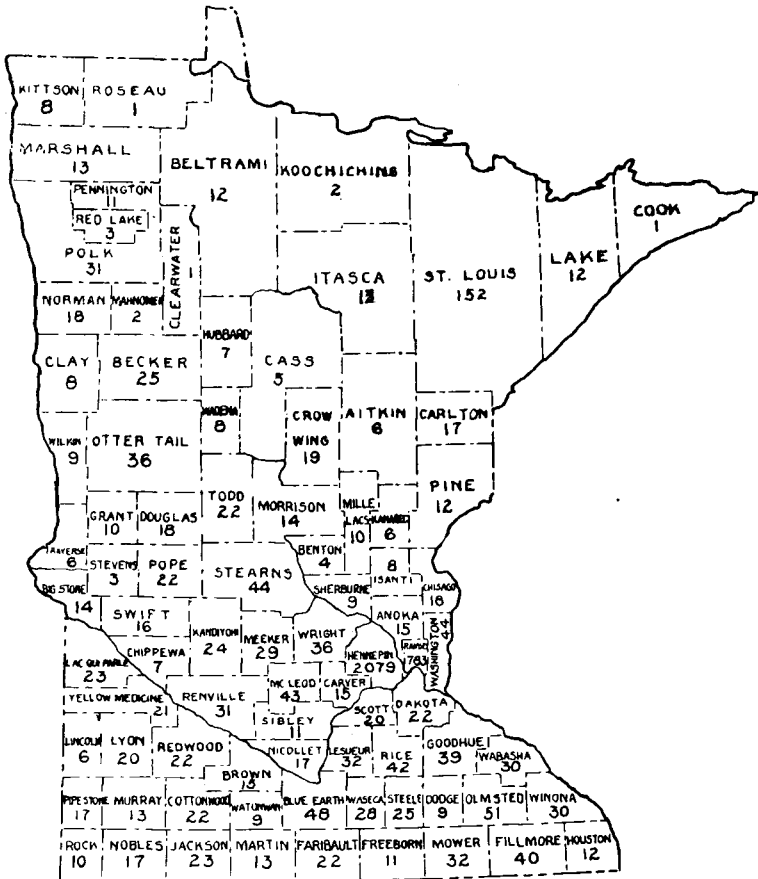 KITTSON
8
ROSEAU
1
MARSHALL
13
BELTRAMI
12
KOOCHICHING
2
PENNINGTON
11
RED LAKE
3
POLK
31
CLEARWATER
1
COOK
1
LAKE
12
ITASCA
ST. LOUIS
152
NORMAN
18
MAHNOMEN
2
HUBBARD
7
CLAY
8
BECKER
25
CASS
5
WADENA
8
CROW
WING
19
AITKIN
6
CARLTON
17
WILKIN
9
OTTER TAIL
36
PINE
12
TODD
22
MORRISON
14
MILLE
LACS
10
KANABEC
6
GRANT
10
DOUGLAS
18
TRAVERSE
6
STEVENS
3
POPE
22
STEARNS
44
BENTON
4
8
ISANTI
CHISAGO
18
BIG STONE
14
SHERBURNE
9
SWIFT
16
KANDIYOHI
24
MEEKER
29
WRIGHT
36
ANOKA
15
WASHINGTON
44
HENNEPIN
2079
RAMSEY
783
CHIPPEWA
7
LAC QUI PARLE
23
MC LEOD
43
CARVER
15
YELLOW MEDICINE
21
RENVILLE
31
SCOTT
20
DAKOTA
22
SIBLEY
11
LINCOLN
6
LYON
20
REDWOOD
22
NICOLLET
17
LESUEUR
32
RICE
42
GOODHUE
39
WABASHA
30
BROWN
PIPESTONE
17
MURRAY
13
COTTONWOOD
22
WATONWAN
9
BLUE EARTH
48
WASECA
28
STEELE
25
DODGE
9
OLMSTED
51
WINONA
30
ROCK
10
NOBLES
17
JACKSON
23
MARTIN
13
FARIBAULT
22
FREEBORN
11
MOWER
32
FILLMORE
40
HOUSTON
12